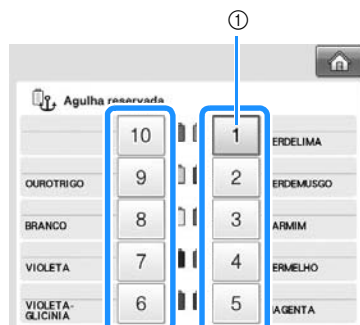 ①
Agulha reservada
10 1 ERDELIMA
OUROTRIGO 9 2 ERDEMUSGO
BRANCO 8 3 ARMIM
VIOLETA 7 4 ERMELHO
VIOLETA-
GLICÍNIA 6 5 AGENTA